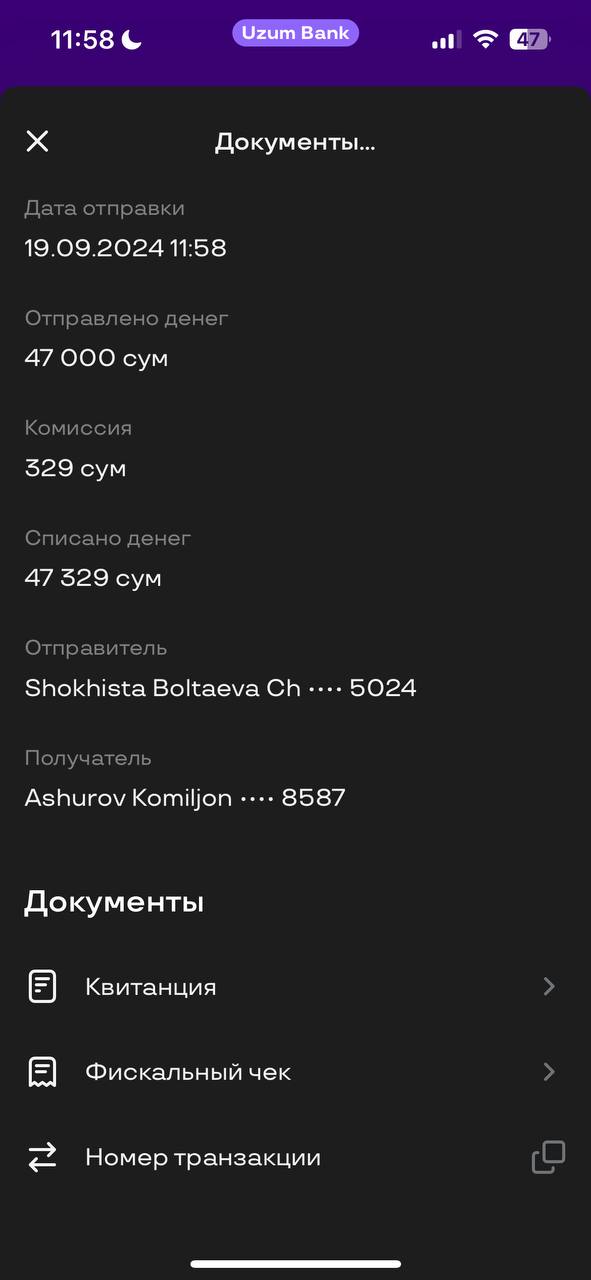 11:58
Uzum Bank
47
Документы...
Дата отправки
19.09.2024 11:58
Отправлено денег
47 000 сум
Комиссия
329 сум
Списано денег
47 329 сум
Отправитель
Shokhista Boltaeva Ch •••• 5024
Получатель
Ashurov Komiljon •••• 8587
Документы
Квитанция
Фискальный чек
Номер транзакции